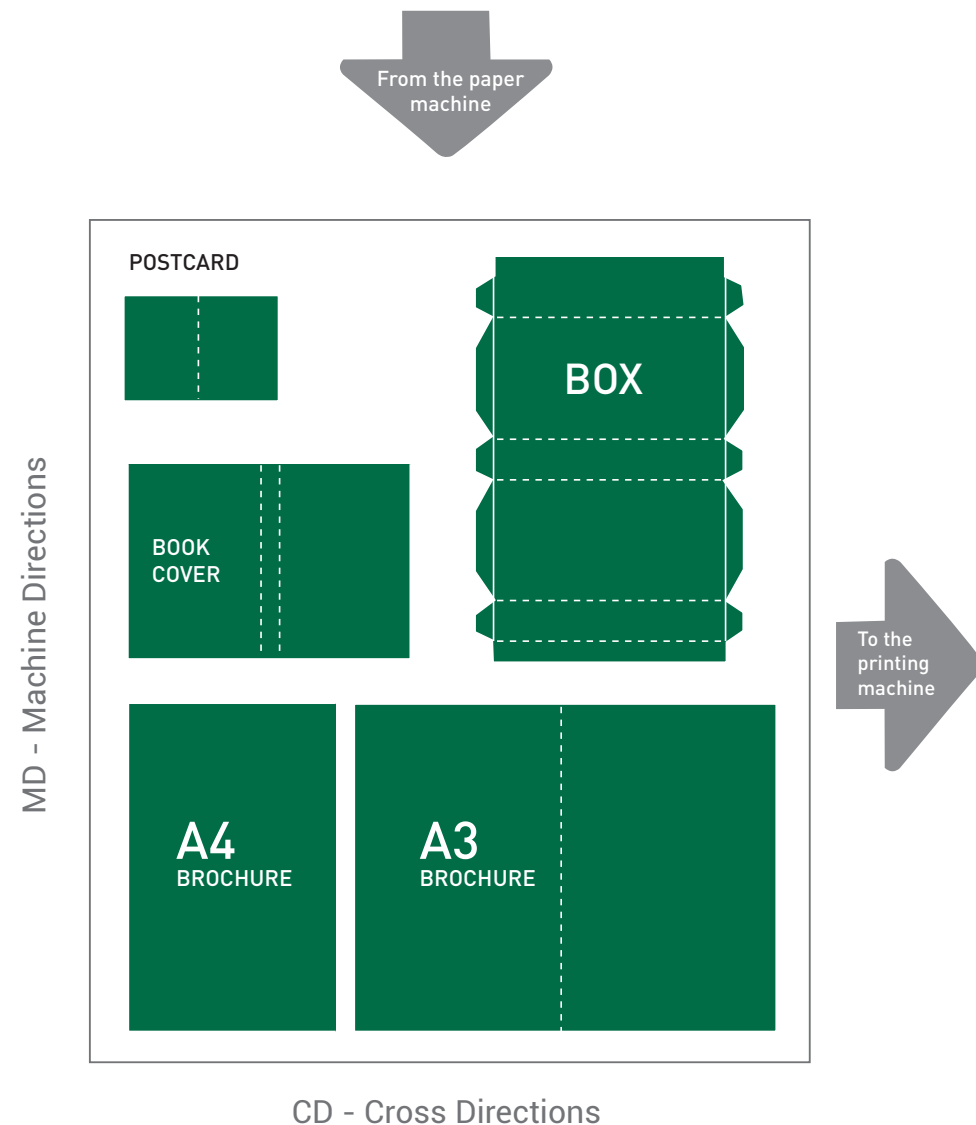 From the paper
machine
POSTCARD
BOX
BOOK
COVER
MD - Machine Directions
To the
printing
machine
A4
BROCHURE
A3
BROCHURE
CD - Cross Directions